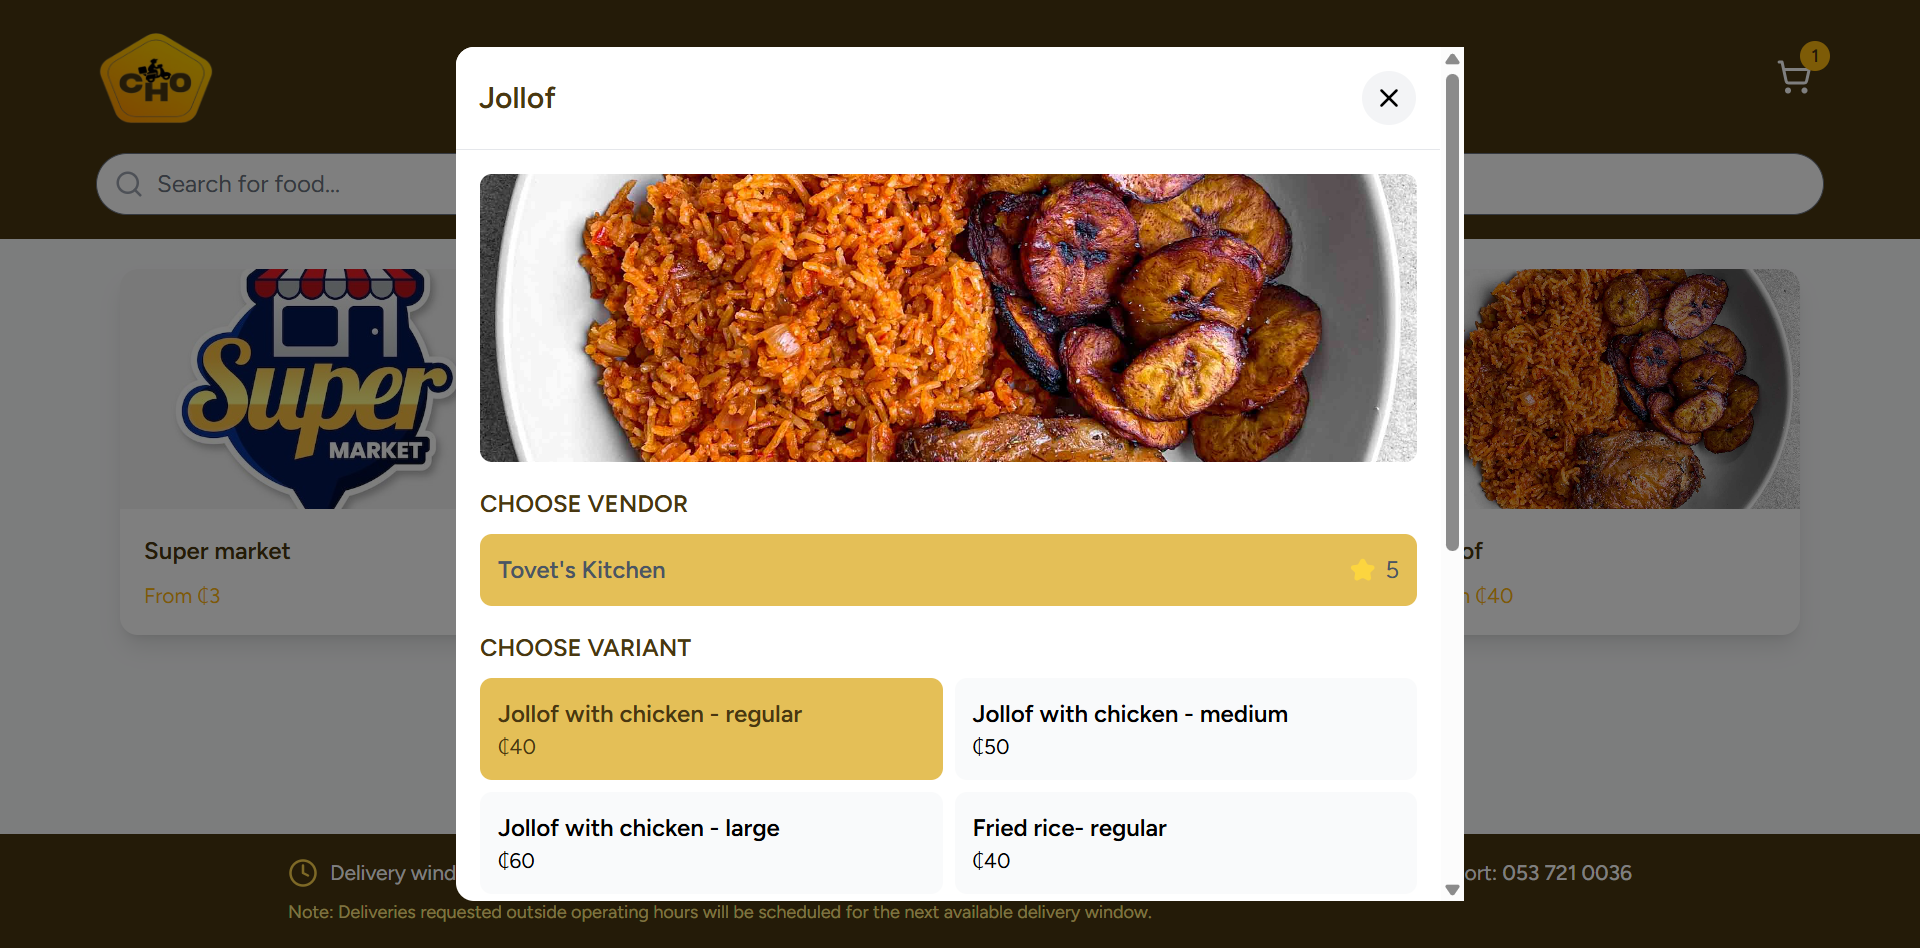 CHO
1
Jollof
Search for food...
Super
MARKET
CHOOSE VENDOR
Tovet's Kitchen
5
Super market
From ₵3
of
₵40
CHOOSE VARIANT
Jollof with chicken - regular
₵40
Jollof with chicken - medium
₵50
Jollof with chicken - large
₵60
Fried rice- regular
₵40
Delivery wind
ort: 053 721 0036
Note: Deliveries requested outside operating hours will be scheduled for the next available delivery window.